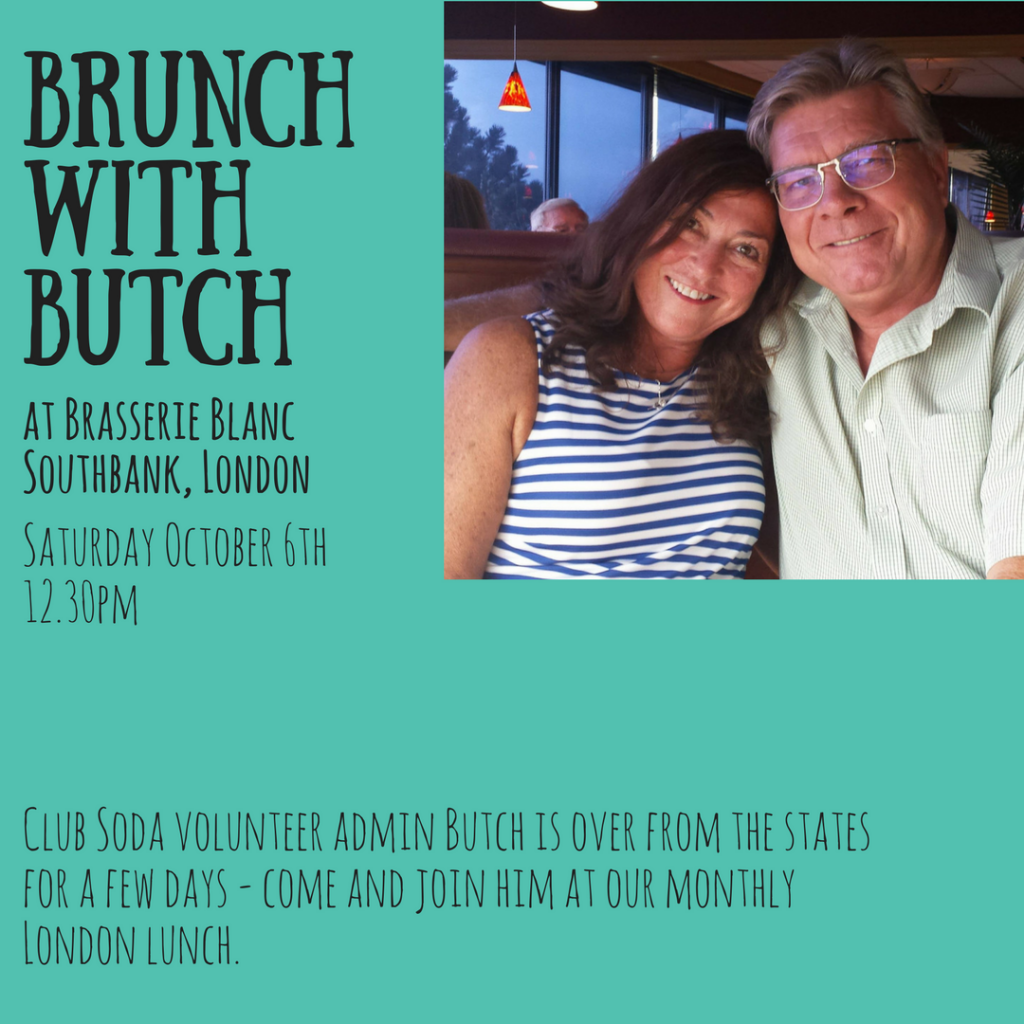 BRUNCH
WITH
BUTCH
AT BRASSERIE BLANC
SOUTHBANK, LONDON
SATURDAY OCTOBER 6TH
12.30PM
CLUB SODA VOLUNTEER ADMIN BUTCH IS OVER FROM THE STATES
FOR A FEW DAYS - COME AND JOIN HIM AT OUR MONTHLY
LONDON LUNCH.